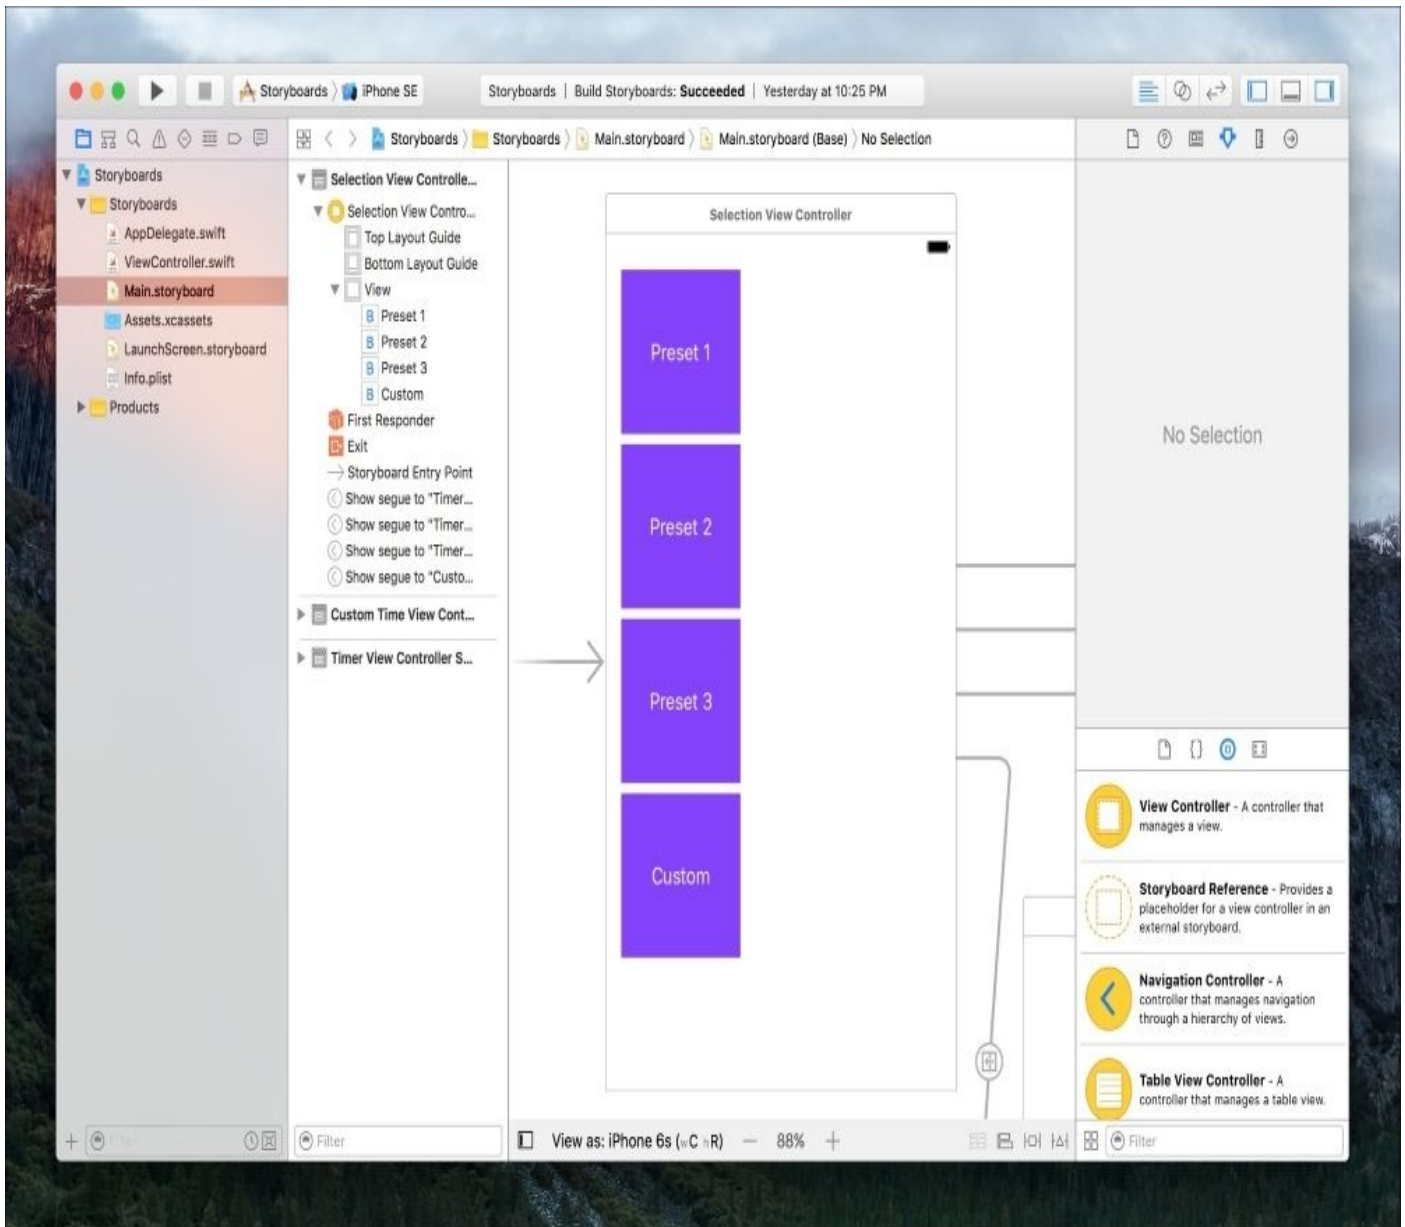 Storyboards iPhone SE
Storyboards | Build Storyboards: Succeeded | Yesterday at 10:25 PM
Storyboards Storyboards Main.storyboard Main.storyboard (Base) No Selection
Storyboards
Storyboards
AppDelegate.swift
ViewController.swift
Main.storyboard
Assets.xcassets
LaunchScreen.storyboard
Info.plist
Products
Filter
Selection View Controlle...
Selection View Contro...
Top Layout Guide
Bottom Layout Guide
View
B Preset 1
B Preset 2
B Preset 3
B Custom
First Responder
Exit
Storyboard Entry Point
Show segue to "Timer...
Show segue to "Timer...
Show segue to "Timer...
Show segue to "Custo...
Custom Time View Cont...
Timer View Controller S...
Filter
Selection View Controller
Preset 1
Preset 2
Preset 3
Custom
View as: iPhone 6s (wC hR) — 88% +
No Selection
View Controller - A controller that
manages a view.
Storyboard Reference - Provides a
placeholder for a view controller in an
external storyboard.
Navigation Controller - A
controller that manages navigation
through a hierarchy of views.
Table View Controller - A
controller that manages a table view.
Filter